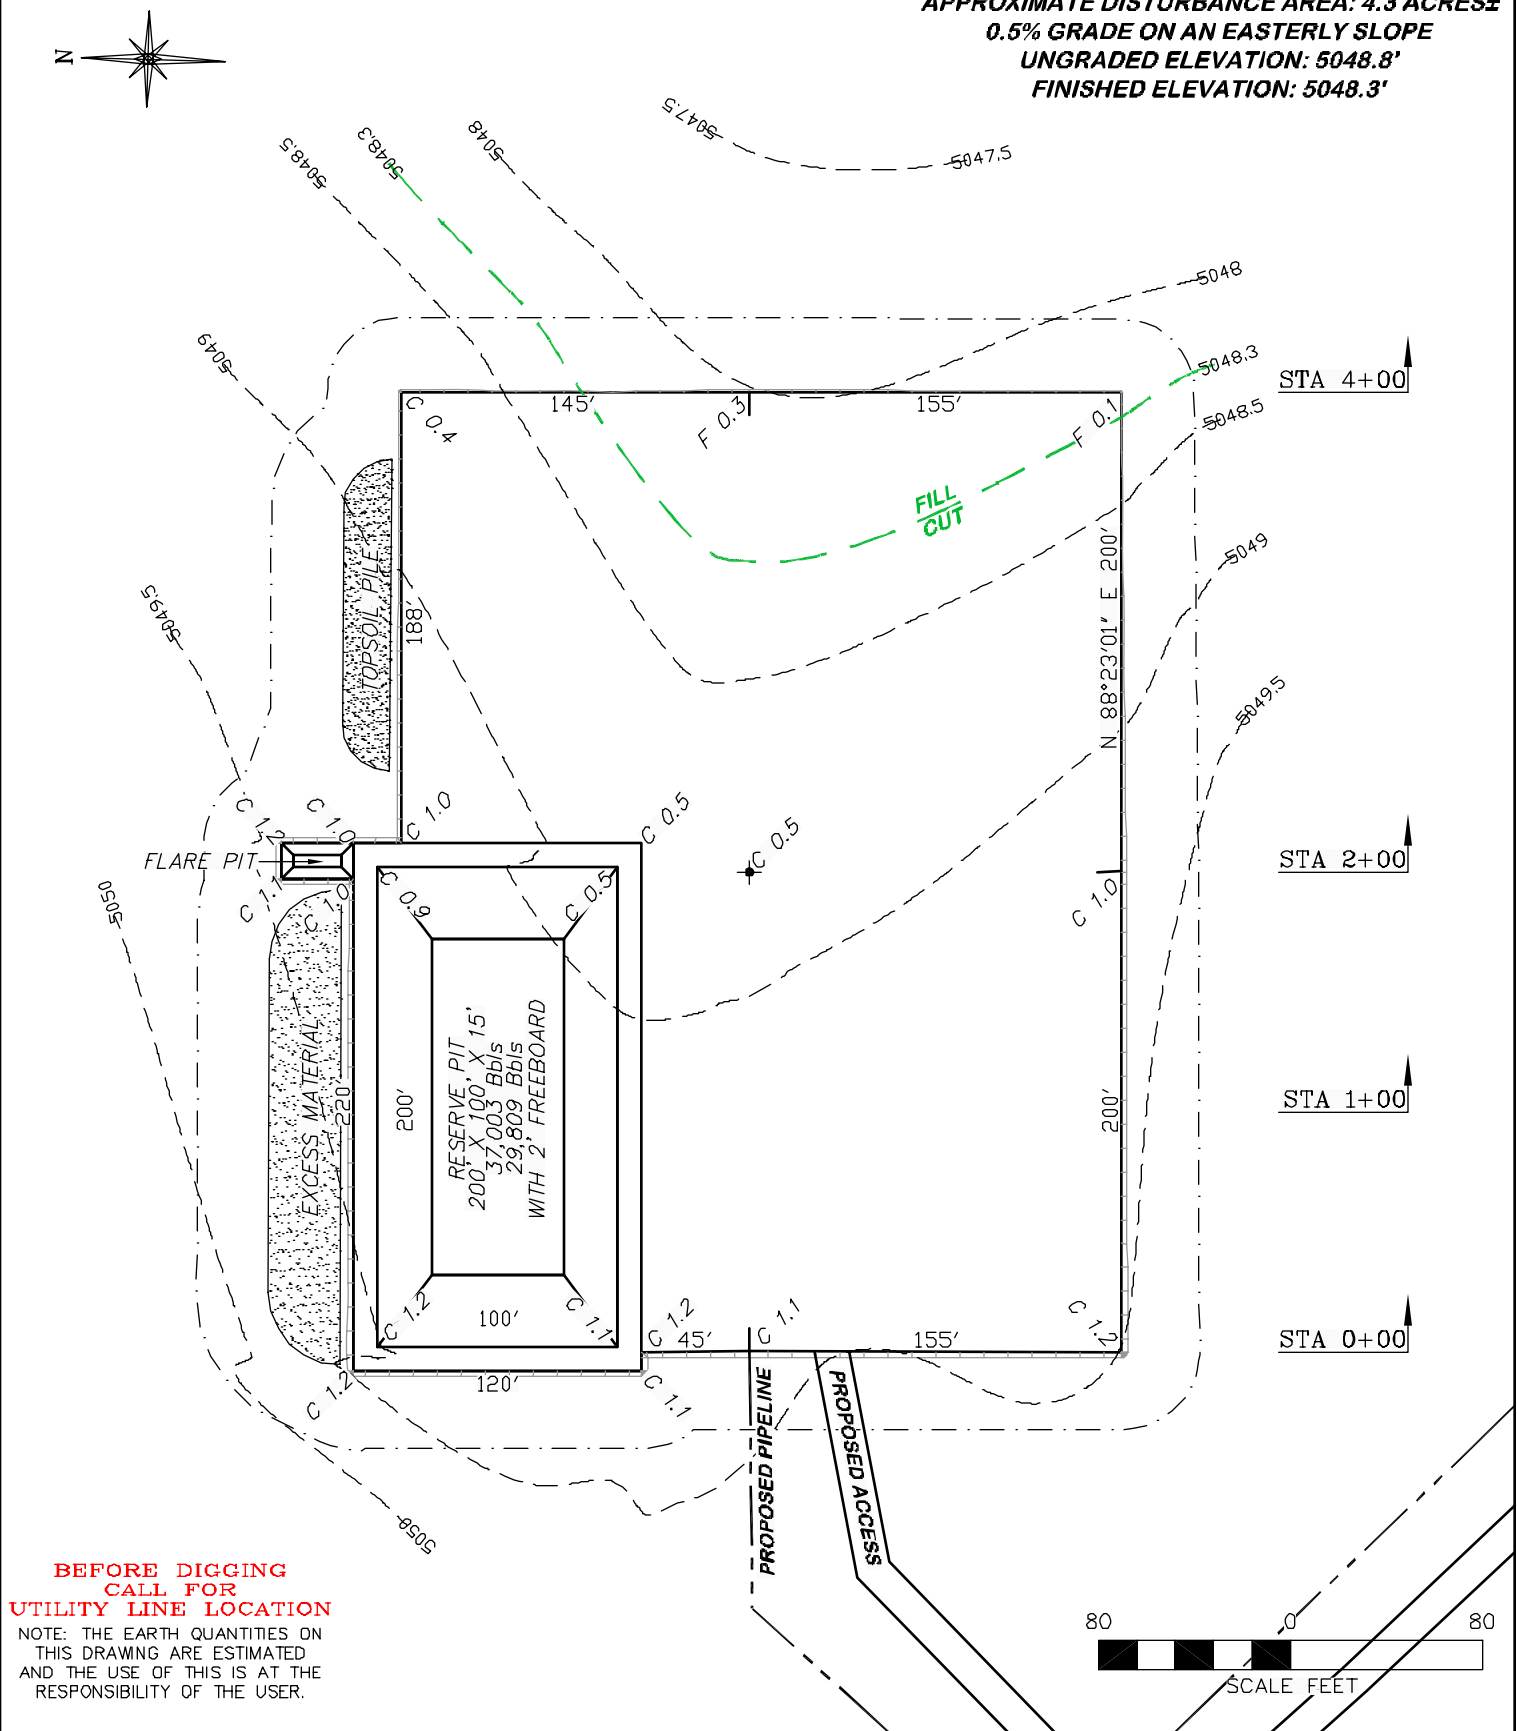 APPROXIMATE DISTURBANCE AREA: 4.3 ACRES±
0.5% GRADE ON AN EASTERLY SLOPE
UNGRADED ELEVATION: 5048.8'
FINISHED ELEVATION: 5048.3'
N
5047.5
5047.5
5048
5048.3
5048.5
5048
5049
5048.3
5048.5
STA 4+00
C 0.4
145'
F 0.3
155'
F 0.1
FILL
CUT
5049
5049.5
TOPSOIL PILE
188'
N 88°23'01" E 200'
5049.5
C 1.2
C 1.0
C 1.0
C 0.5
C 0.5
STA 2+00
FLARE PIT
C 1.1
C 1.0
C 0.9
C 0.5
C 1.0
5050
EXCESS MATERIAL
220'
200'
RESERVE PIT
200' X 100' X 15'
37,003 Bbls
29,809 Bbls
WITH 2' FREEBOARD
200'
STA 1+00
C 1.2
100'
C 1.1
C 1.2
45'
C 1.1
155'
C 1.2
STA 0+00
C 1.2
120'
C 1.1
PROPOSED PIPELINE
PROPOSED ACCESS
5050
BEFORE DIGGING
CALL FOR
UTILITY LINE LOCATION
NOTE: THE EARTH QUANTITIES ON
THIS DRAWING ARE ESTIMATED
AND THE USE OF THIS IS AT THE
RESPONSIBILITY OF THE USER.
80 0 80
SCALE FEET